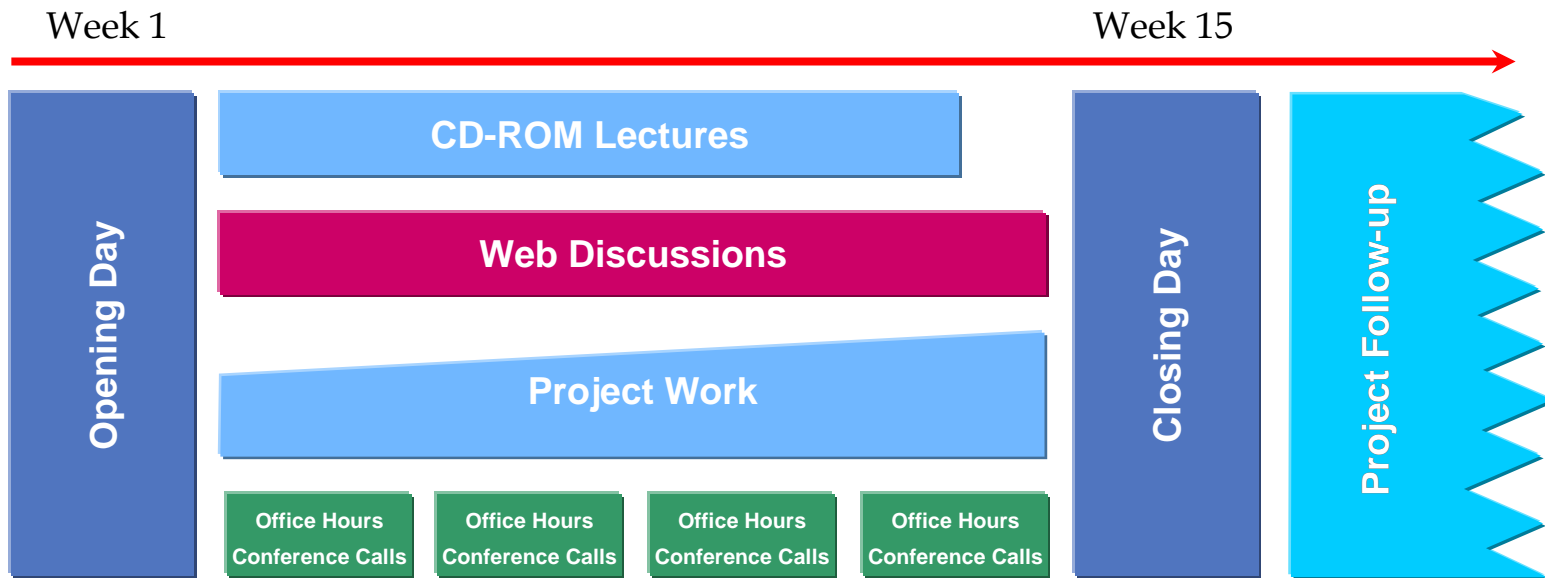 Week 1
Week 15
Opening Day
CD-ROM Lectures
Web Discussions
Project Work
Office Hours
Conference Calls
Office Hours
Conference Calls
Office Hours
Conference Calls
Office Hours
Conference Calls
Closing Day
Project Follow-up